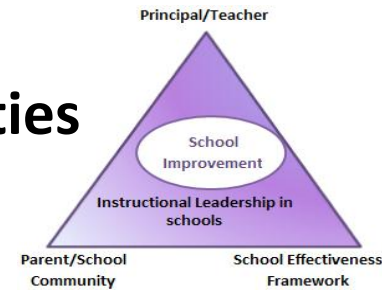 Principal/Teacher
ties
School
Improvement
Instructional Leadership in
schools
Parent/School
Community
School Effectiveness
Framework